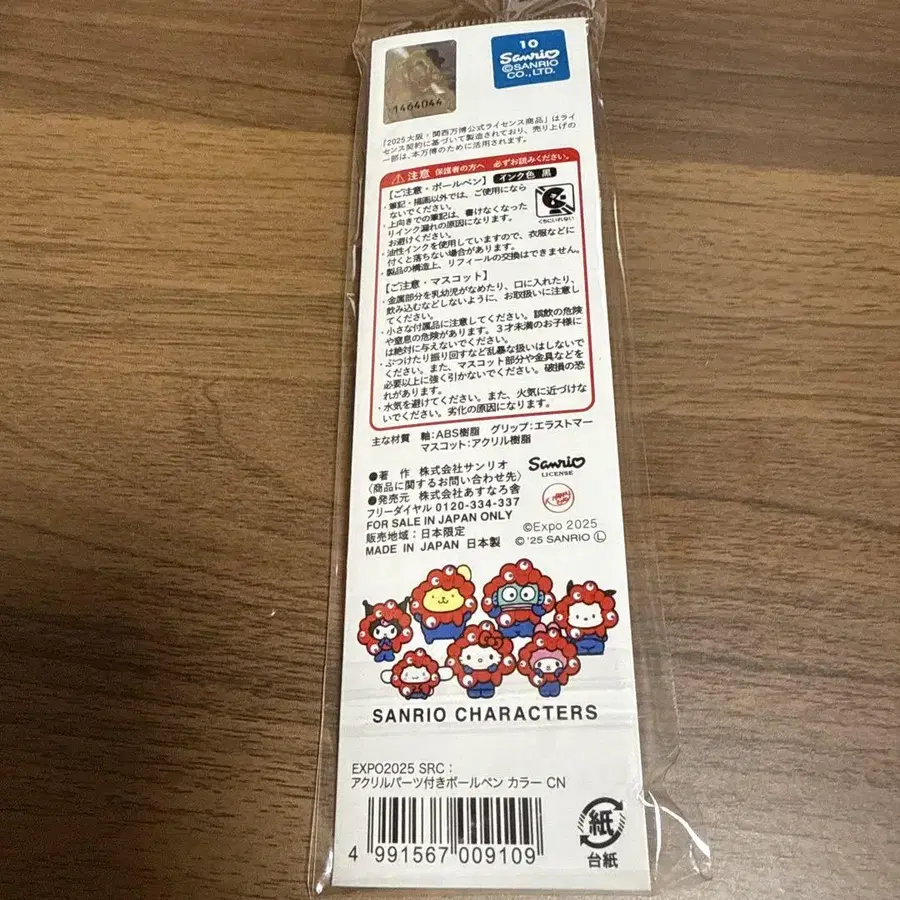 10
Sanrio
©SANRIO
CO.,LTD.
1464044
「2025大阪・関西万博公式ライセンス商品」はライ
センス契約に基づいて製造されており、売り上げの
一部は、本万博のために活用されます。
⚠注意 保護者の方へ 必ずお読みください。
【ご注意・ボールペン】 インク色 黒
・筆記・描画以外では、ご使用になら
ないでください。
・上向きでの筆記は、書けなくなった
りインク漏れの原因になります。
お避けください。
くちにいれない
・油性インクを使用していますので、衣服などに
付くと落ちない場合があります。
・製品の構造上、リフィールの交換はできません。
【ご注意・マスコット】
・金属部分を乳幼児がなめたり、口に入れたり、
飲み込むなどしないように、お取扱いに注意し
てください。
・小さな付属品に注意してください。誤飲の危険
や窒息の危険があります。3才未満のお子様に
は絶対に与えないでください。
・ぶつけたり振り回すなど乱暴な扱いはしないで
ください。また、マスコット部分や金具などを
必要以上に強く引かないでください。破損の恐
れがあります。
・水気を避けてください。また、火気に近づけな
いでください。劣化の原因になります。
主な材質 軸:ABS樹脂 グリップ:エラストマー
マスコット:アクリル樹脂
●著 作 株式会社サンリオ
〈商品に関するお問い合わせ先〉
●発売元 株式会社あすなろ舎
フリーダイヤル 0120-334-337
FOR SALE IN JAPAN ONLY
販売地域:日本限定
MADE IN JAPAN 日本製
Sanrio
LICENSE
©Expo 2025
©'25 SANRIO Ⓛ
SANRIO CHARACTERS
EXPO2025 SRC:
アクリルパーツ付きボールペン カラー CN
4 991567 009109
紙
台紙